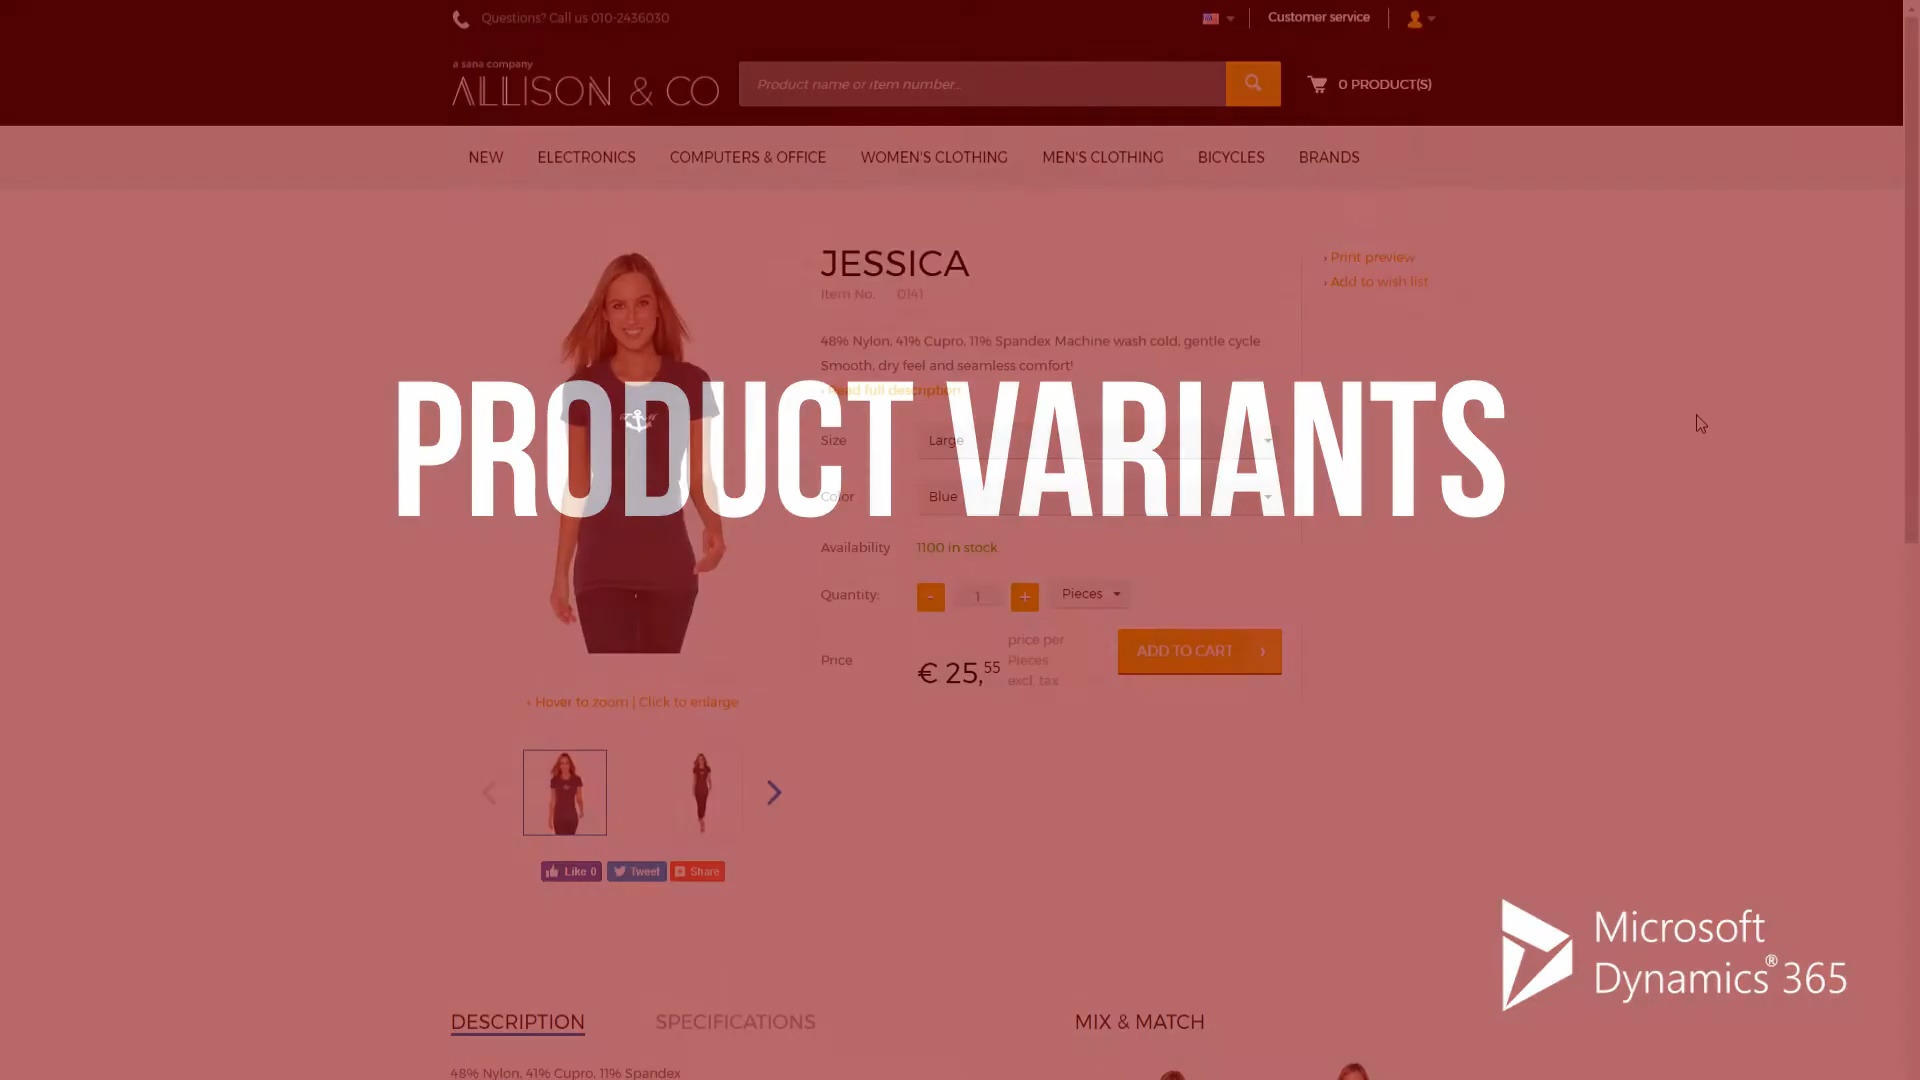 Questions? Call us 010-2436030
Customer service
a sana company
ALLISON & CO
Product name or item number...
0 PRODUCT(S)
NEW
ELECTRONICS
COMPUTERS & OFFICE
WOMEN'S CLOTHING
MEN'S CLOTHING
BICYCLES
BRANDS
JESSICA
Item No. 0141
› Print preview
› Add to wish list
48% Nylon, 41% Cupro, 11% Spandex Machine wash cold, gentle cycle
Smooth, dry feel and seamless comfort!
› Read full description
PRODUCT VARIANTS
Size Large
Color Blue
Availability 1100 in stock
Quantity: - 1 + Pieces
Price € 25,55
price per
Pieces
excl. tax
ADD TO CART ›
› Hover to zoom | Click to enlarge
Like 0
Tweet
Share
Microsoft
Dynamics® 365
DESCRIPTION
SPECIFICATIONS
MIX & MATCH
48% Nylon, 41% Cupro, 11% Spandex